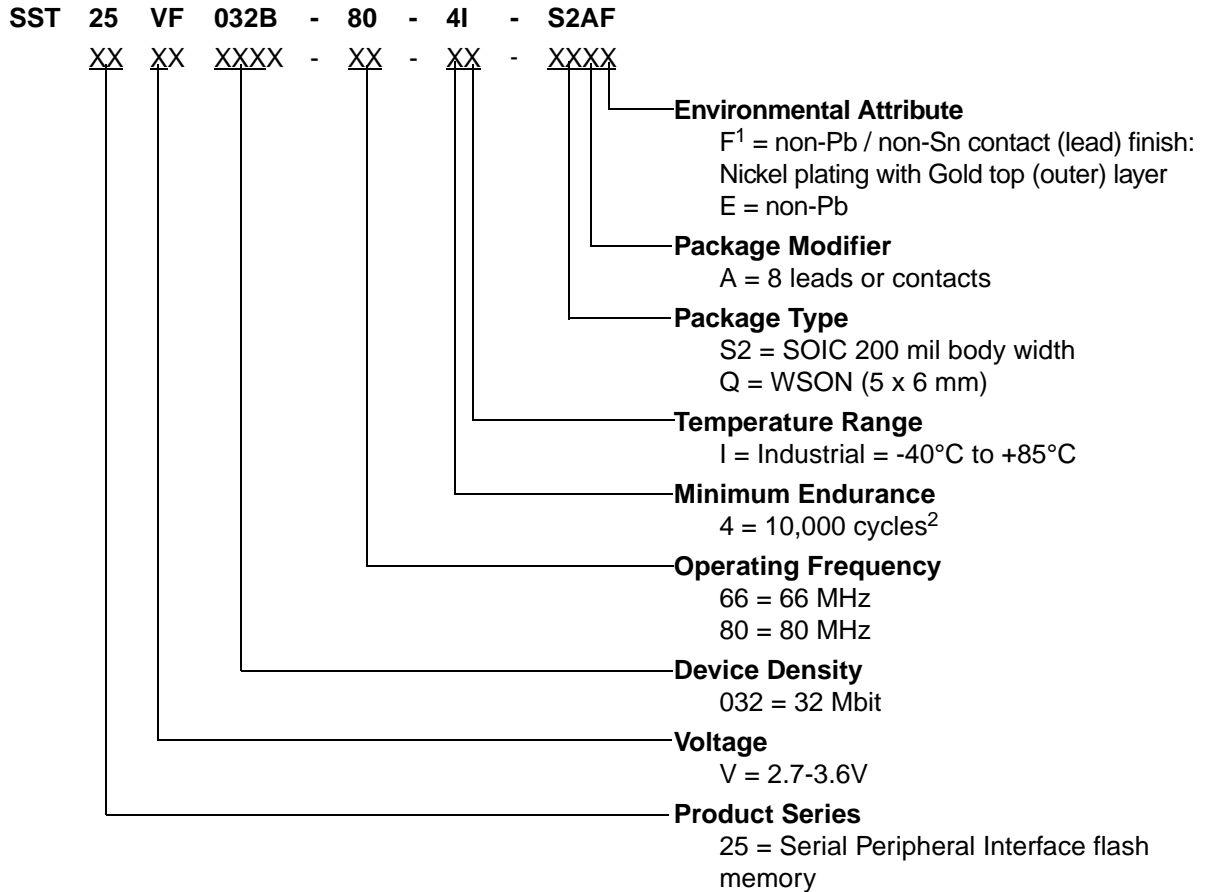 SST 25 VF 032B - 80 - 4I - S2AF
XX XX XXXX - XX - XX - XXXX
Environmental Attribute
F1 = non-Pb / non-Sn contact (lead) finish:
Nickel plating with Gold top (outer) layer
E = non-Pb
Package Modifier
A = 8 leads or contacts
Package Type
S2 = SOIC 200 mil body width
Q = WSON (5 x 6 mm)
Temperature Range
I = Industrial = -40°C to +85°C
Minimum Endurance
4 = 10,000 cycles2
Operating Frequency
66 = 66 MHz
80 = 80 MHz
Device Density
032 = 32 Mbit
Voltage
V = 2.7-3.6V
Product Series
25 = Serial Peripheral Interface flash
memory